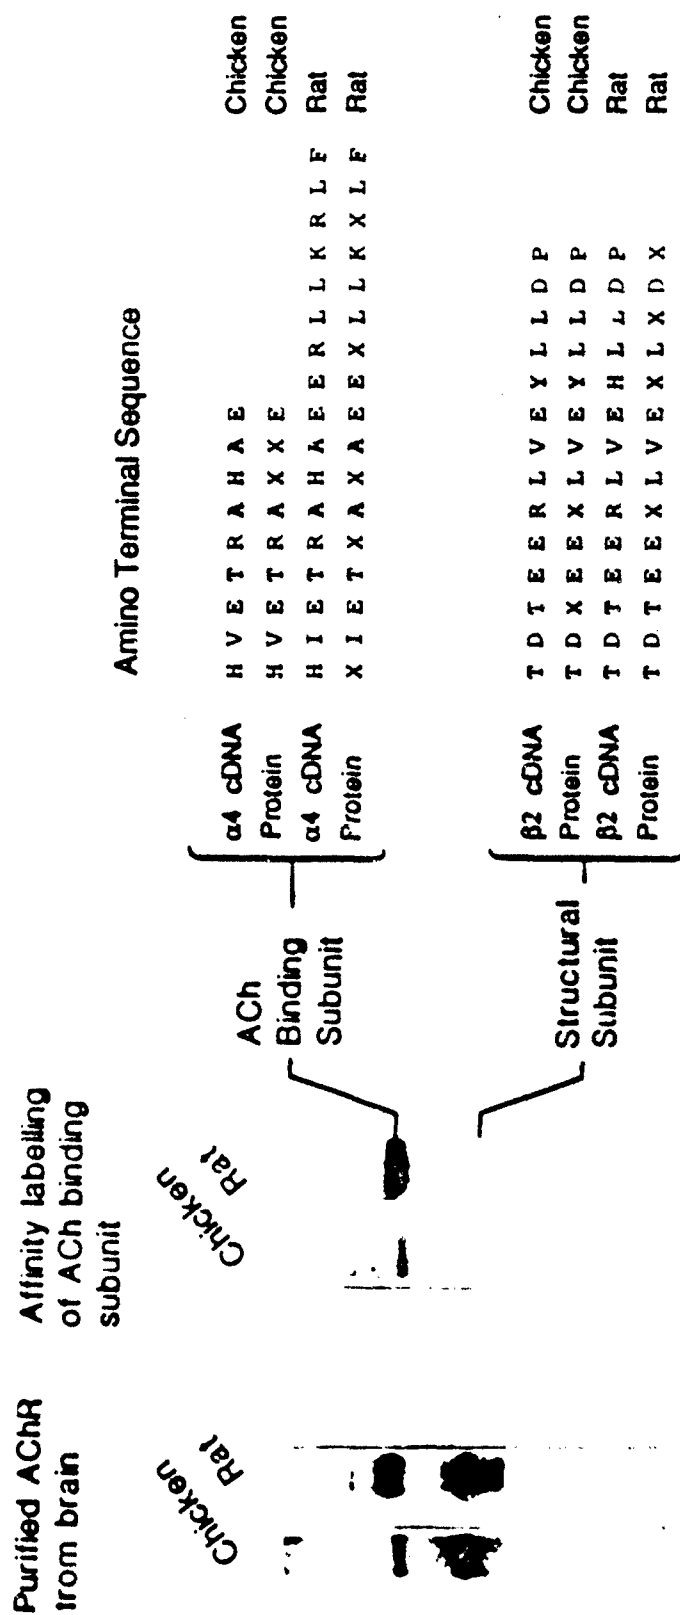 Purified AChR
from brain
Chicken
Rat
Affinity labelling
of ACh binding
subunit
Chicken
Rat
Amino Terminal Sequence
ACh
Binding
Subunit
α4 cDNA H V E T R A H A E Chicken
Protein H V E T R A X X E Chicken
α4 cDNA H I E T R A H A E E R L L K R L F Rat
Protein X I E T X A X A E E X L L K X L F Rat
Structural
Subunit
β2 cDNA T D T E E R L V E Y L L D P Chicken
Protein T D X E E X L V E Y L L D P Chicken
β2 cDNA T D T E E R L V E H L L D P Rat
Protein T D T E E X L V E X L X D X Rat